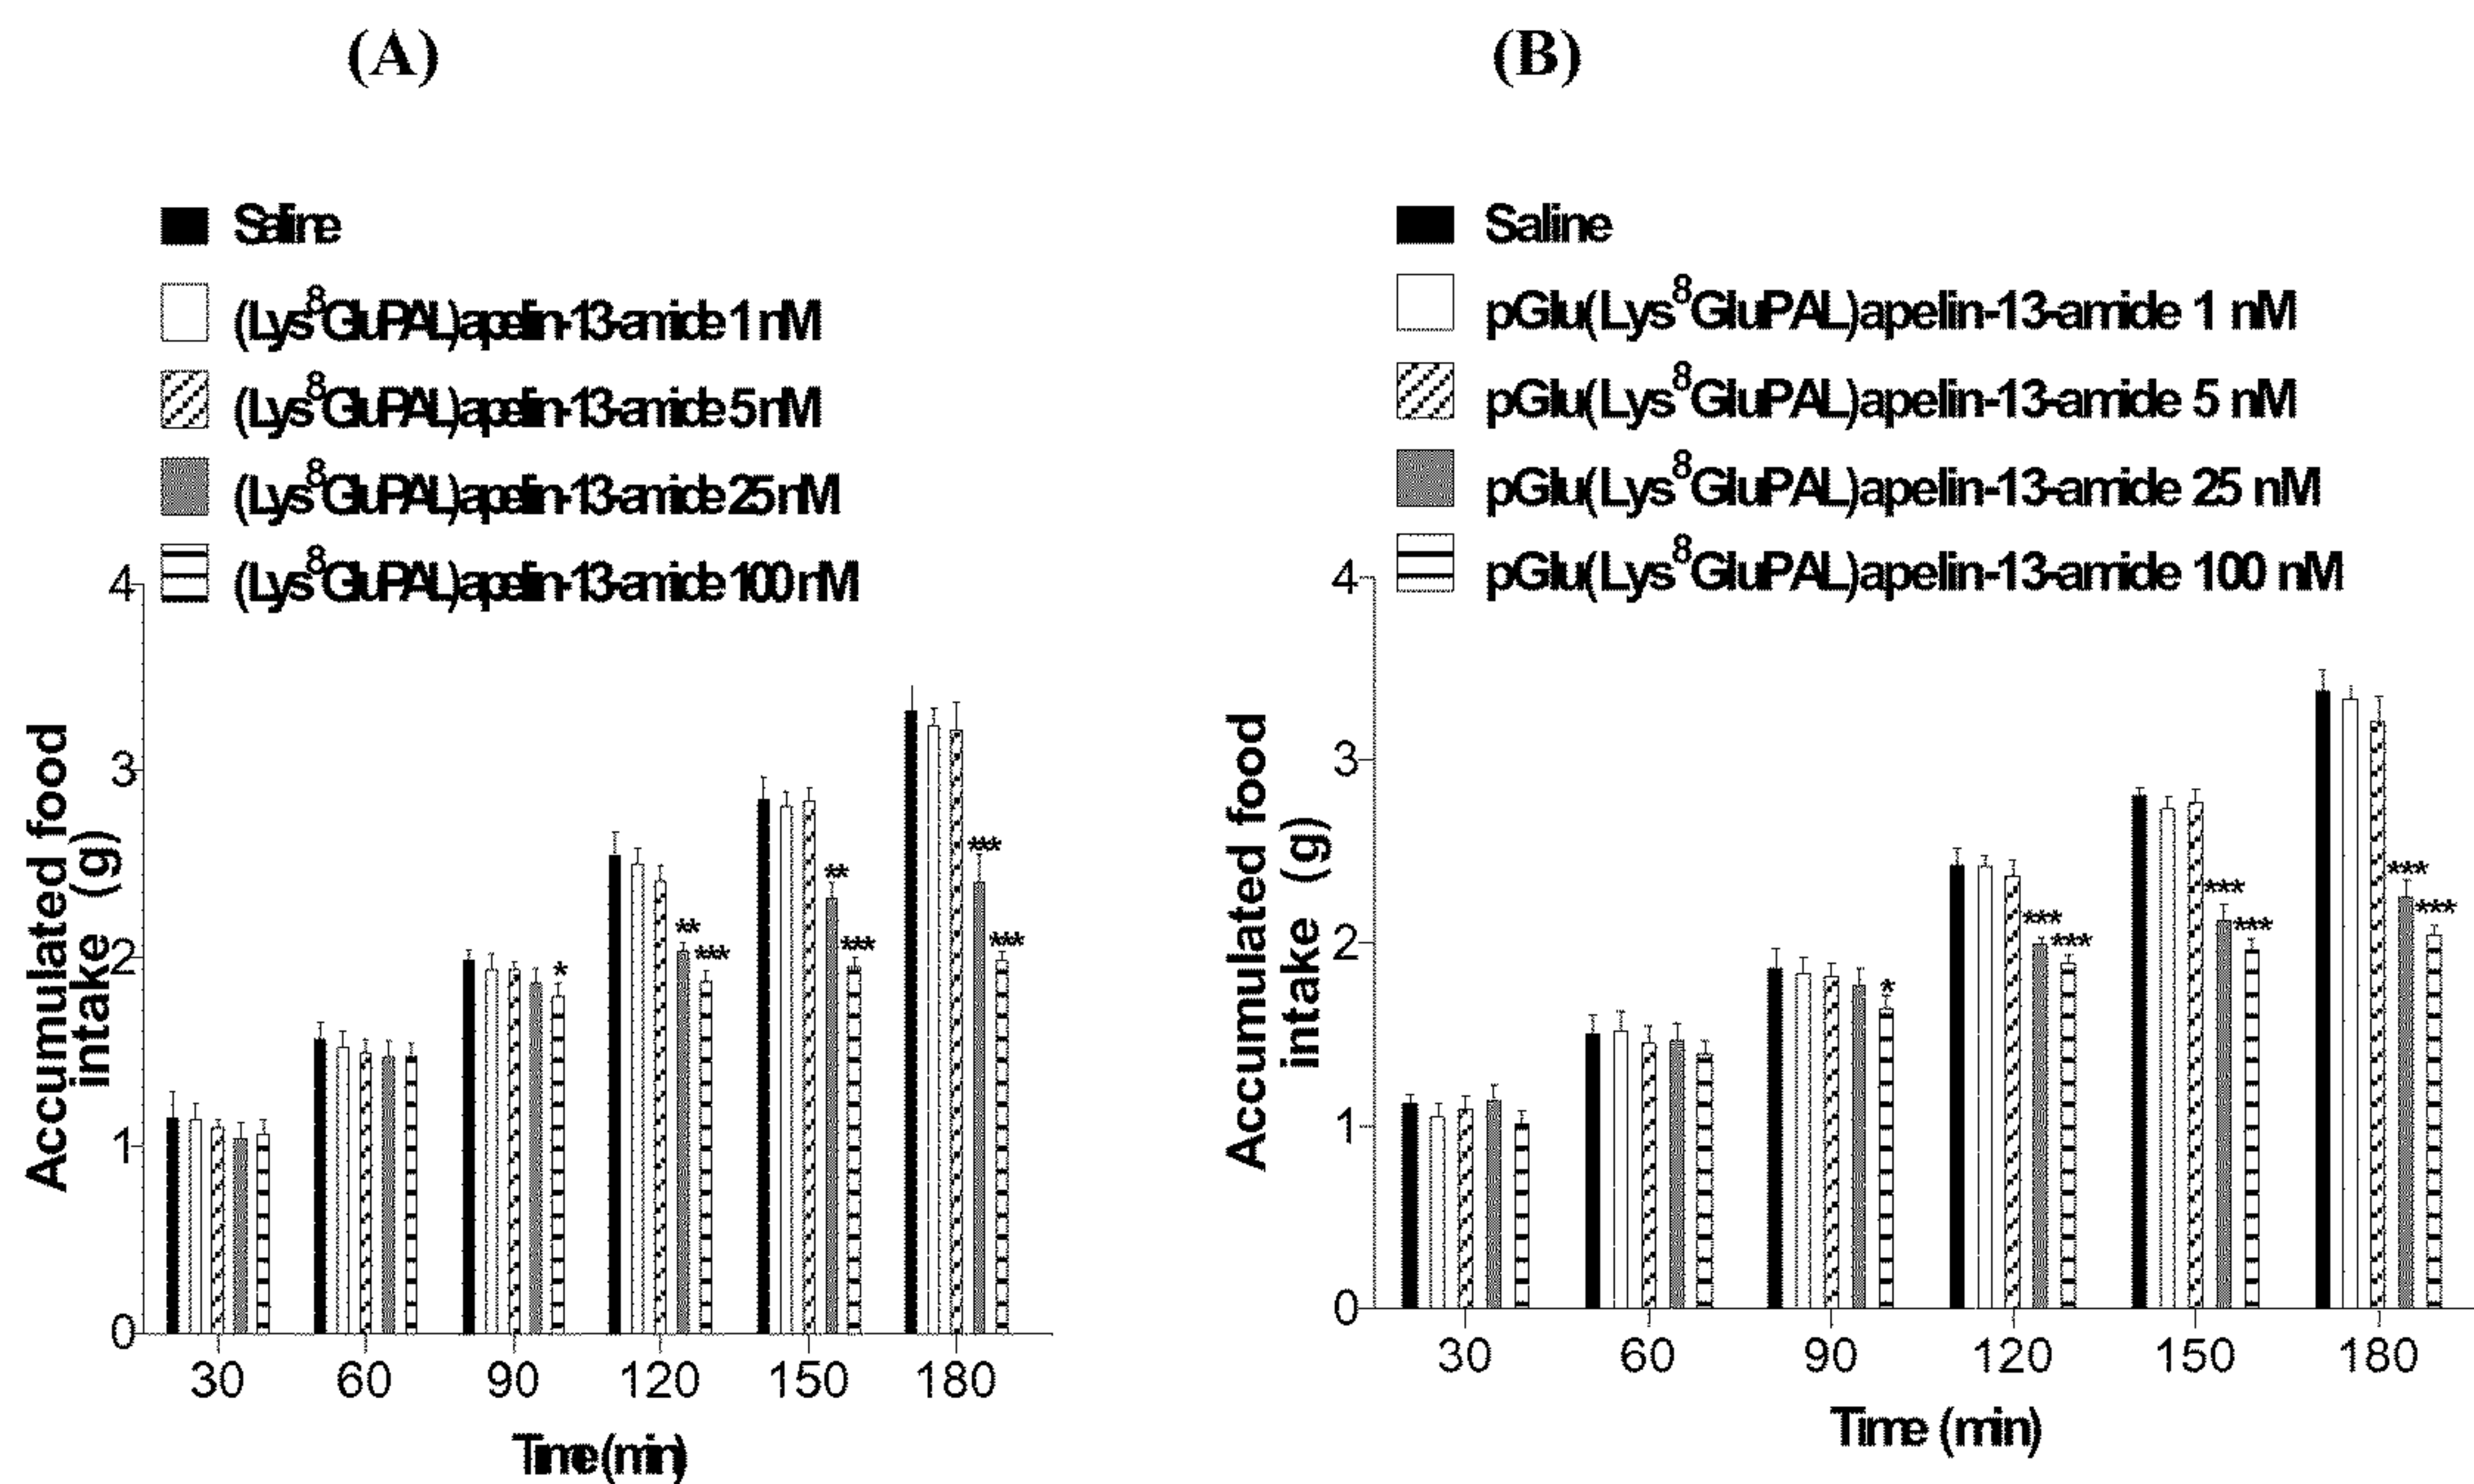 (A)
Saline
(Lys⁸GluPAL)apelin-13-amide 1 nM
(Lys⁸GluPAL)apelin-13-amide 5 nM
(Lys⁸GluPAL)apelin-13-amide 25 nM
(Lys⁸GluPAL)apelin-13-amide 100 nM
Accumulated food
intake (g)
4
3
2
1
0
*
**
***
**
***
***
***
30 60 90 120 150 180
Time (min)
(B)
Saline
pGlu(Lys⁸GluPAL)apelin-13-amide 1 nM
pGlu(Lys⁸GluPAL)apelin-13-amide 5 nM
pGlu(Lys⁸GluPAL)apelin-13-amide 25 nM
pGlu(Lys⁸GluPAL)apelin-13-amide 100 nM
Accumulated food
intake (g)
4
3
2
1
0
*
***
***
***
***
***
***
30 60 90 120 150 180
Time (min)